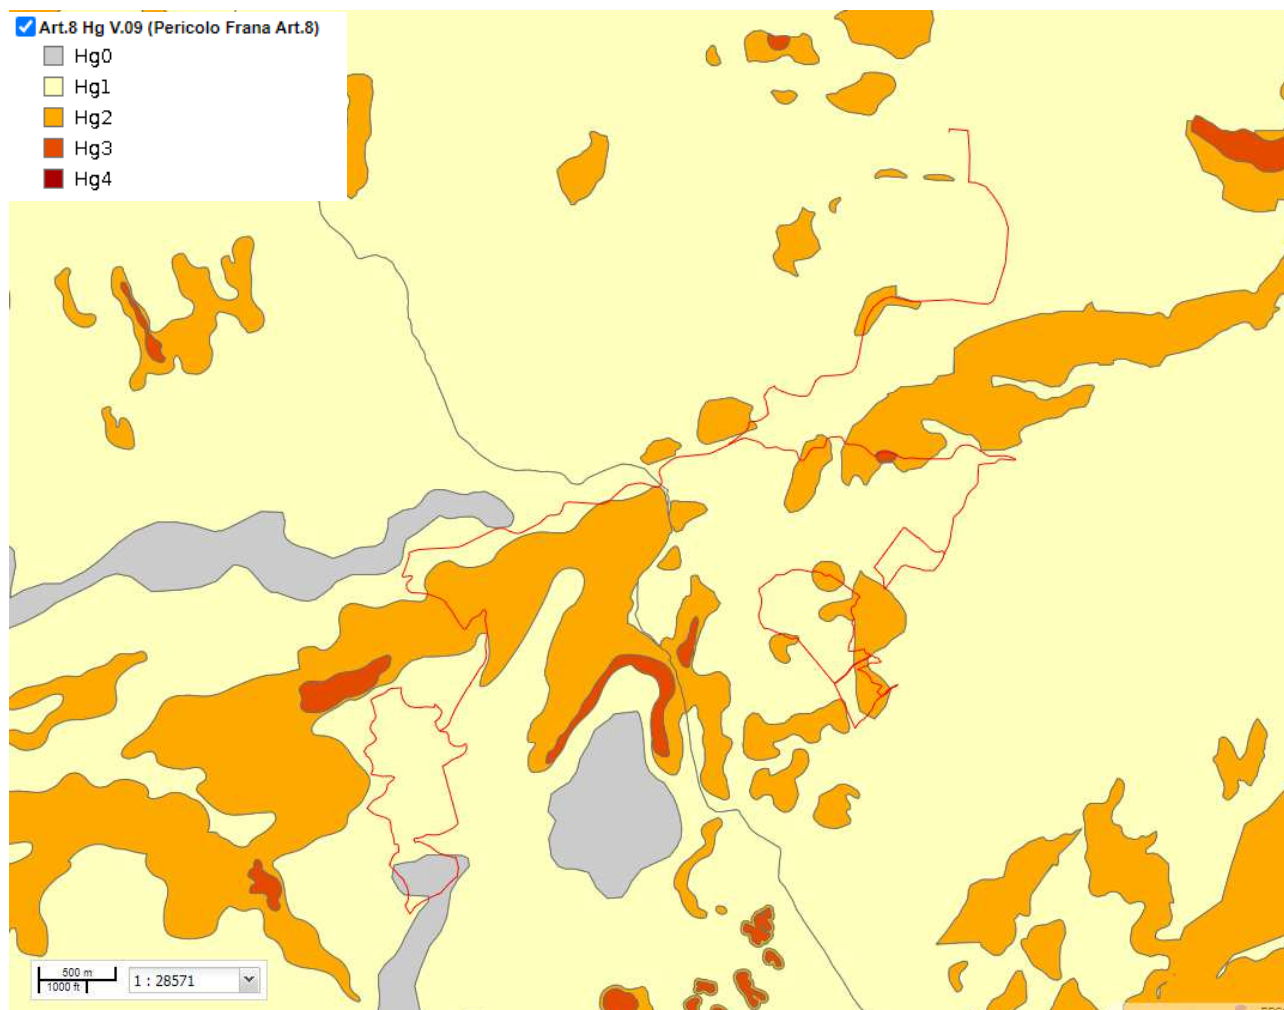 Art.8 Hg V.09 (Pericolo Frana Art.8)
Hg0
Hg1
Hg2
Hg3
Hg4
500 m
1000 ft
1 : 28571